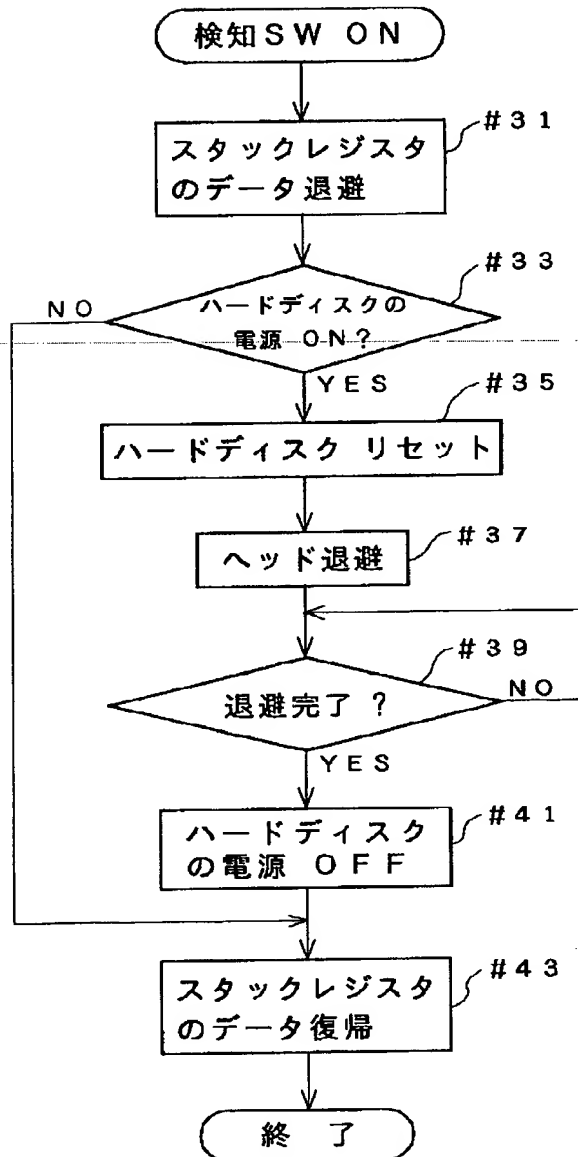 検知SW ON
#31
スタックレジスタ
のデータ退避
#33
NO
ハードディスクの
電源 ON?
YES
#35
ハードディスク リセット
#37
ヘッド退避
#39
退避完了 ?
NO
YES
#41
ハードディスク
の電源 OFF
#43
スタックレジスタ
のデータ復帰
終 了